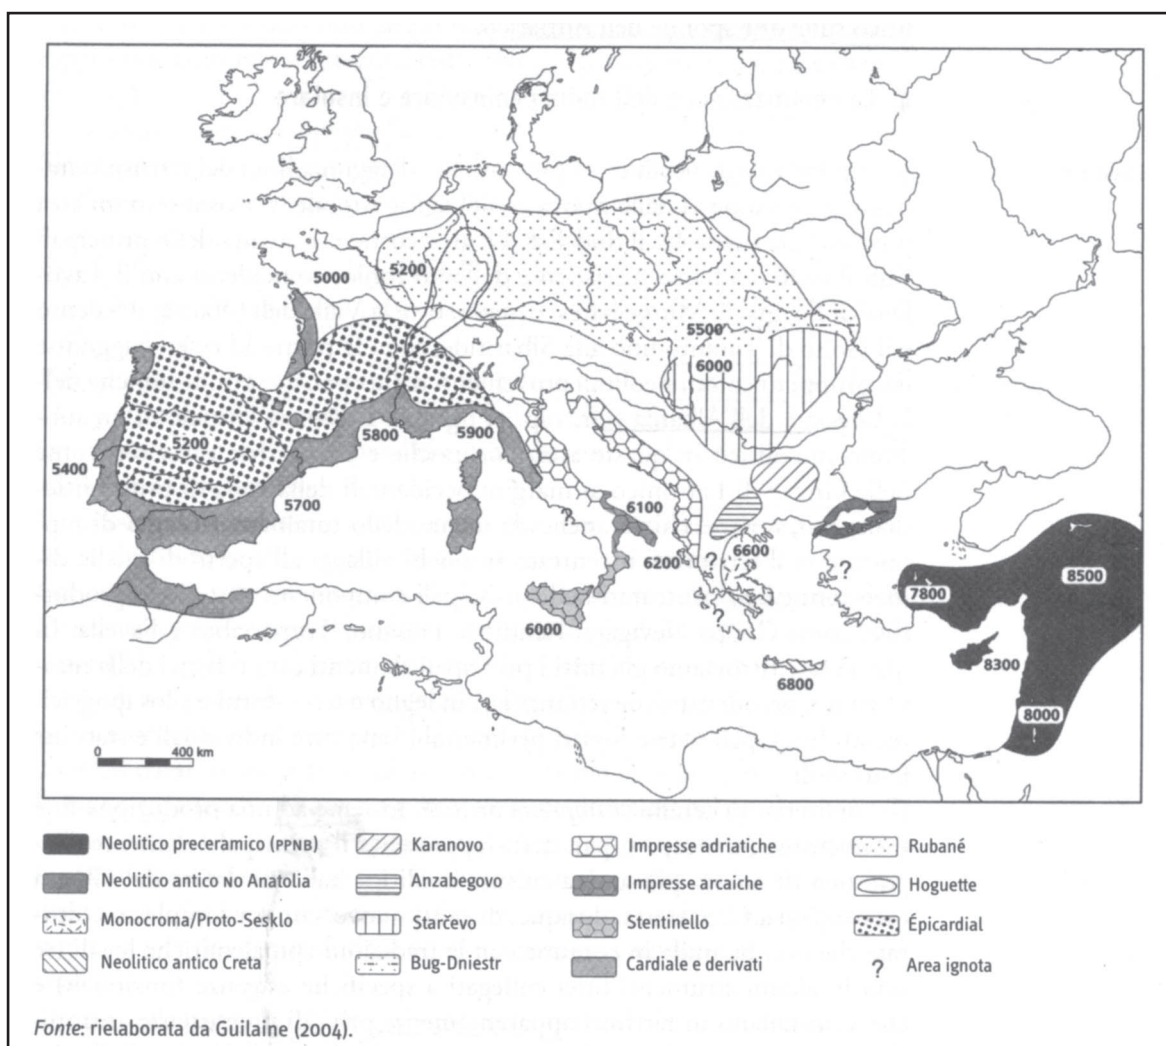 5000
5200
5500
6000
5200
5400
5800
5900
5700
6100
6200
6600
?
?
?
?
6000
6800
7800
8500
8300
8000
0 400 km
Neolitico preceràmico (PPNB)
Neolitico antico NO Anatolia
Monocroma/Proto-Sesklo
Neolitico antico Creta
Karanovo
Anzabegovo
Starčevo
Bug-Dniestr
Impresse adriatiche
Impresse arcaiche
Stentinello
Cardiale e derivati
Rubané
Hoguette
Épicardial
? Area ignota
Fonte: rielaborata da Guilaine (2004).